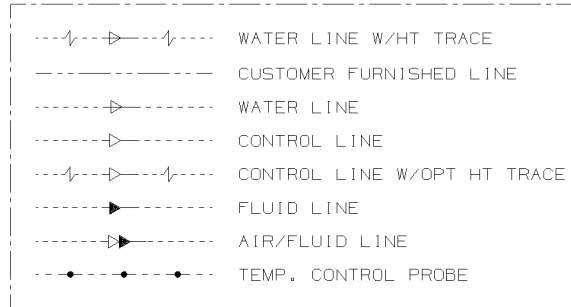 WATER LINE W/HT TRACE
CUSTOMER FURNISHED LINE
WATER LINE
CONTROL LINE
CONTROL LINE W/OPT HT TRACE
FLUID LINE
AIR/FLUID LINE
TEMP. CONTROL PROBE